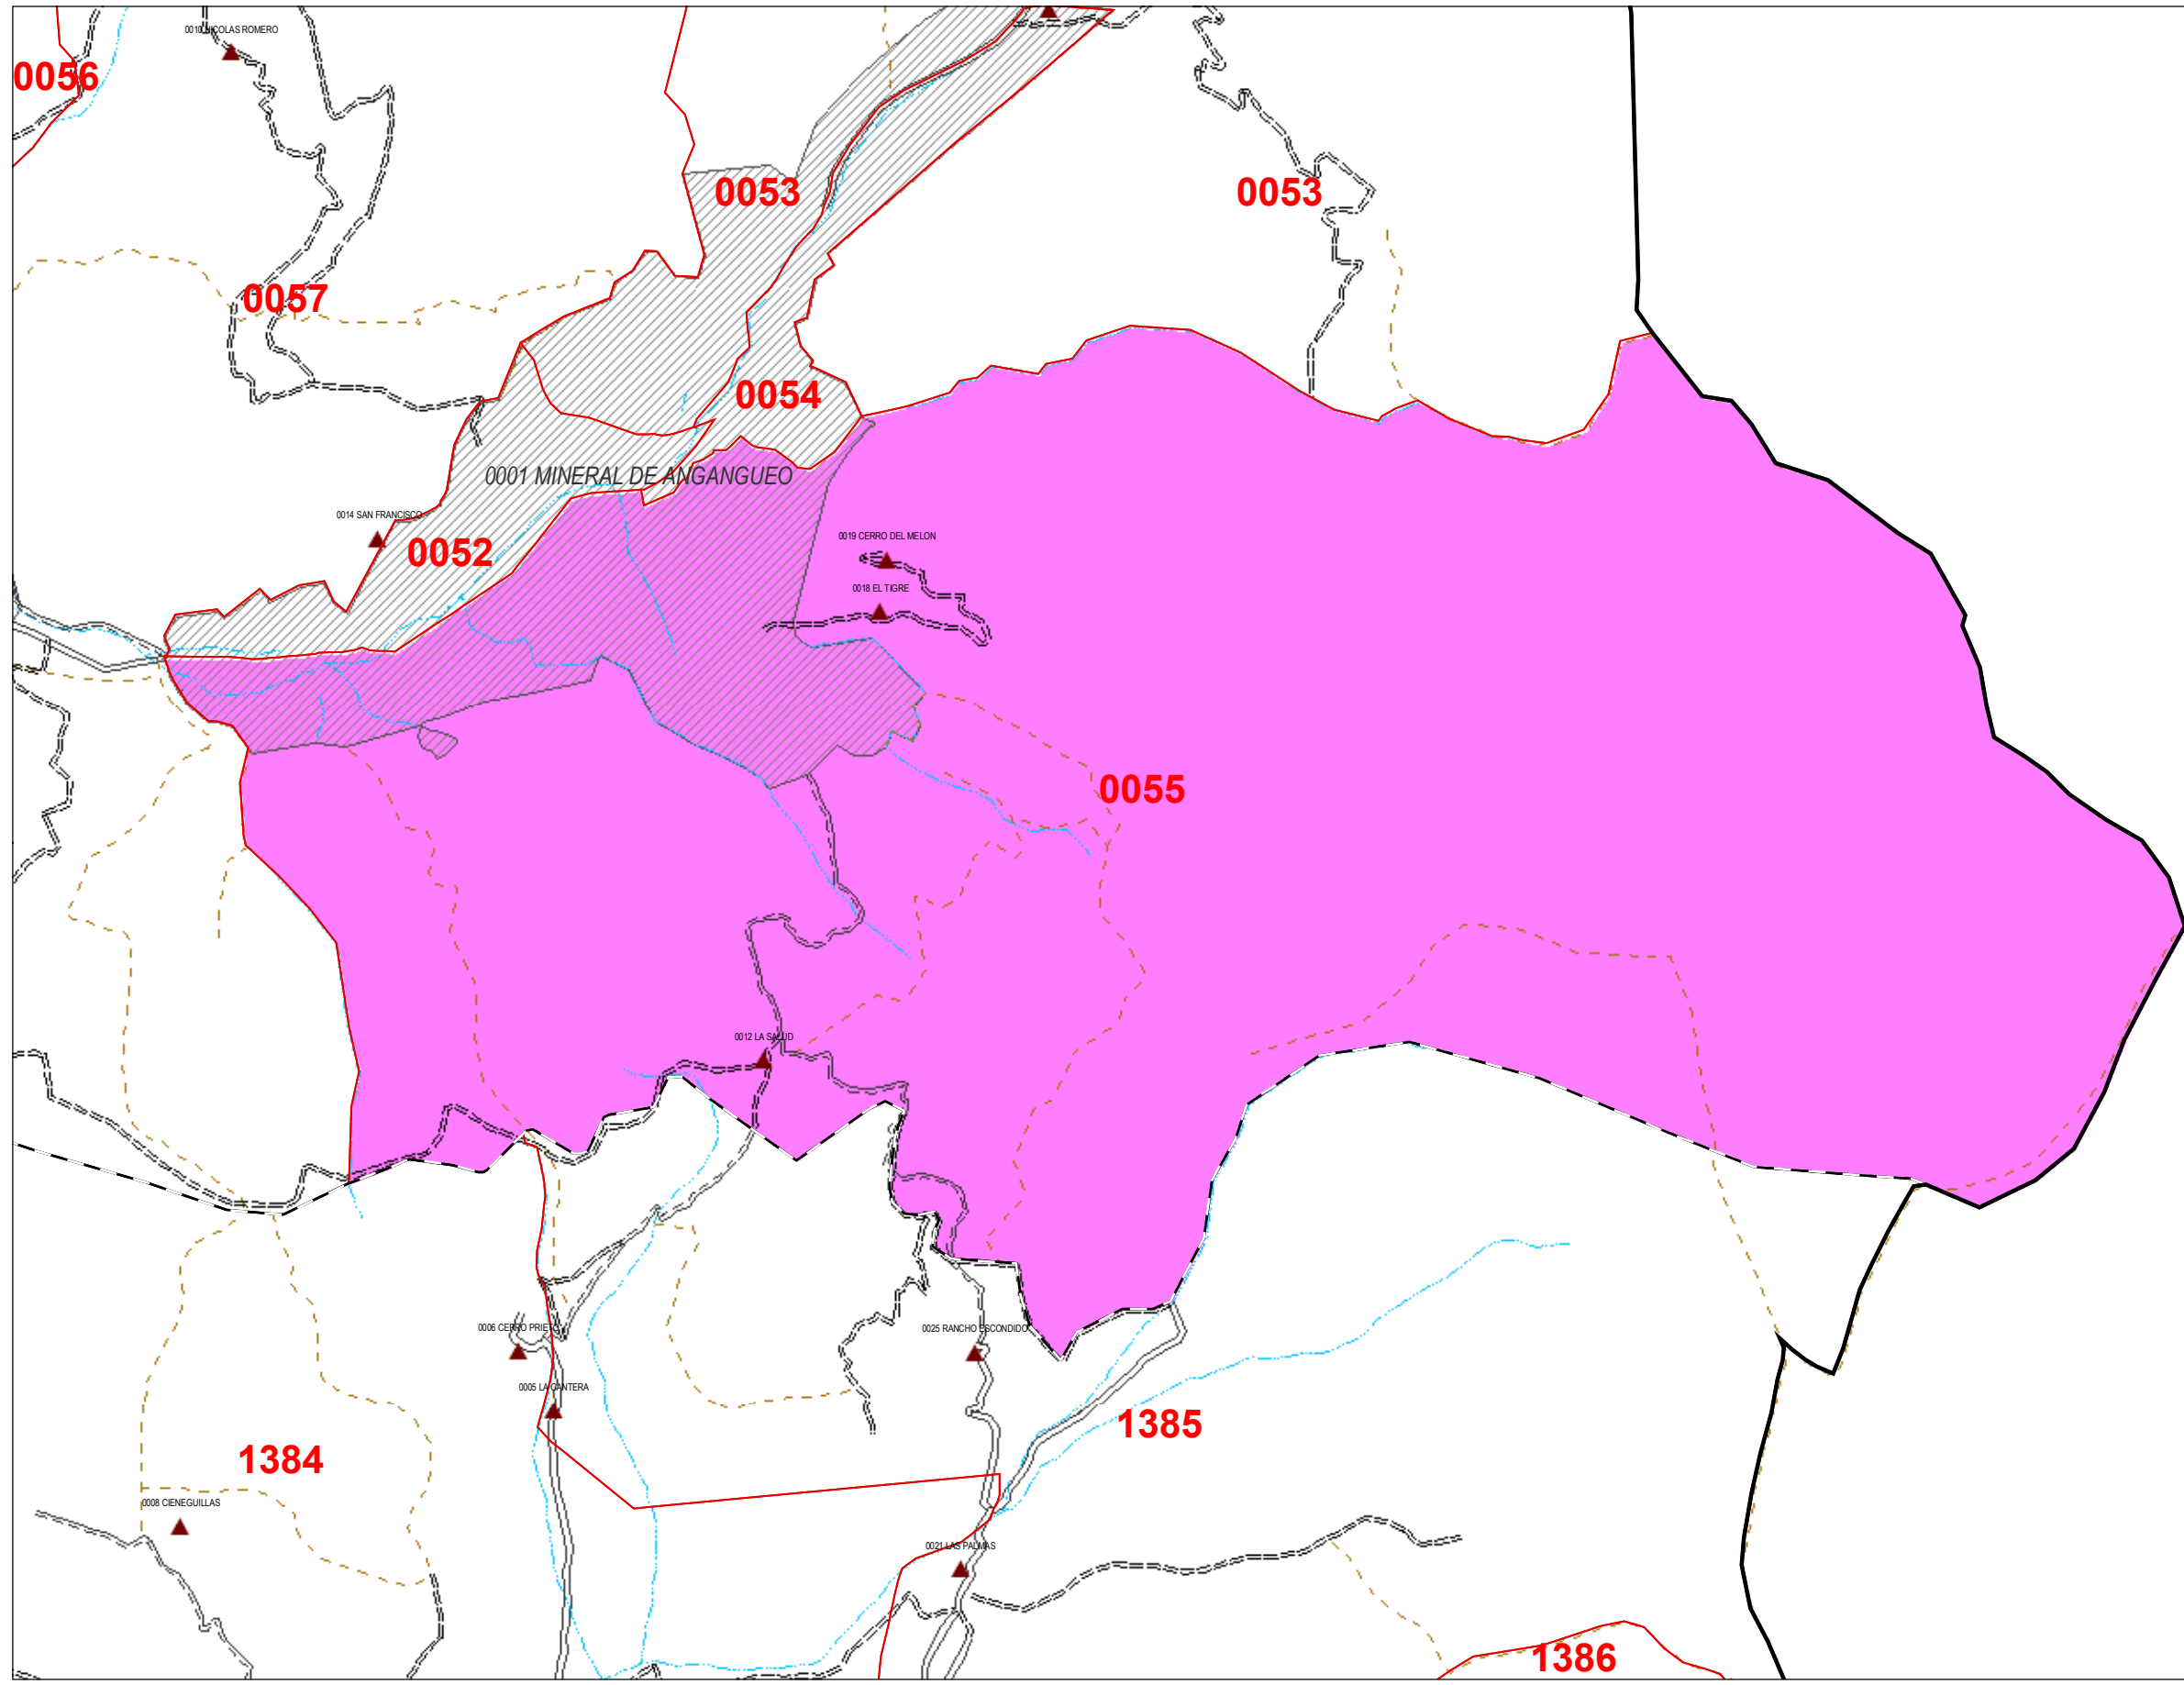 0010 NICOLAS ROMERO
0056
0053
0053
0057
0054
0001 MINERAL DE ANGANGUEO
0014 SAN FRANCISCO
0052
0019 CERRO DEL MELON
0018 EL TIGRE
0055
0012 LA SALUD
0006 CERRO PRIETO
0025 RANCHO ESCONDIDO
0005 LA CANTERA
1385
1384
0008 CIENEGUILLAS
0021 LAS PALMAS
1386